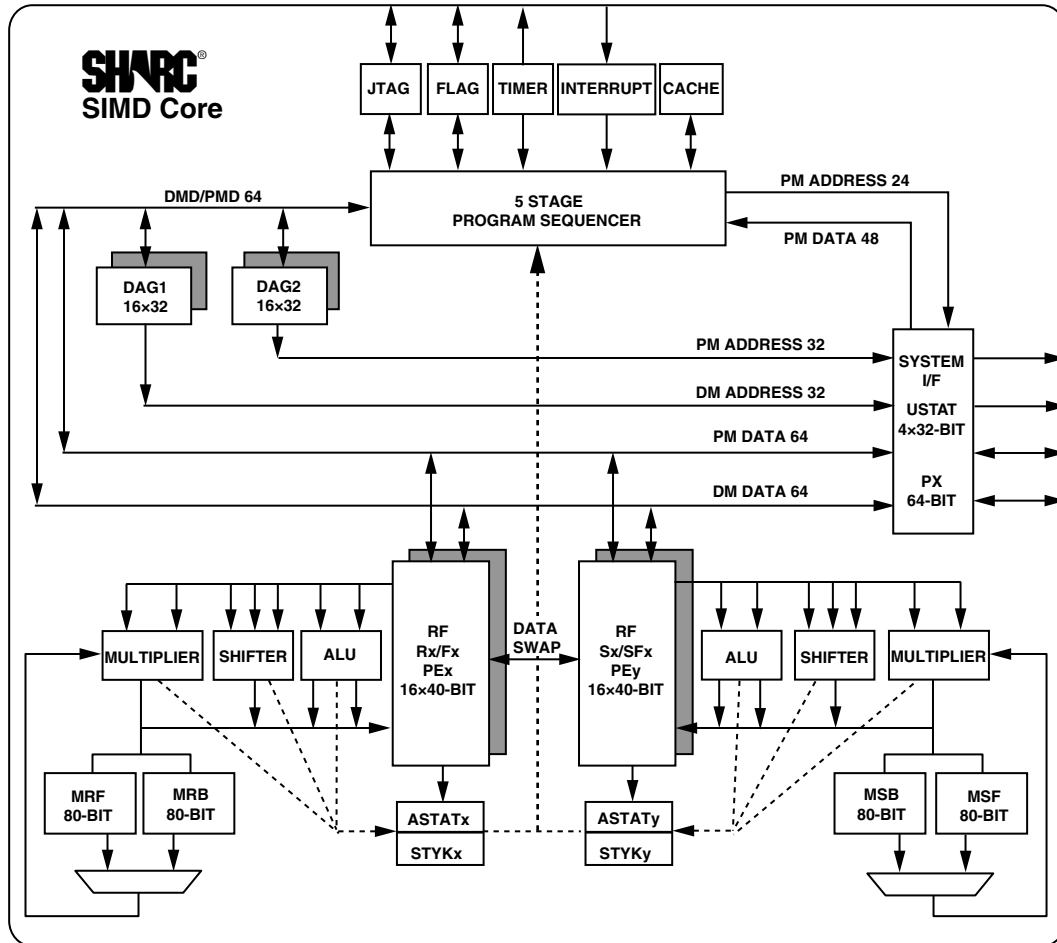 SHARC®
SIMD Core
JTAG
FLAG
TIMER
INTERRUPT
CACHE
DMD/PMD 64
5 STAGE
PROGRAM SEQUENCER
PM ADDRESS 24
PM DATA 48
DAG1
16×32
DAG2
16×32
PM ADDRESS 32
DM ADDRESS 32
PM DATA 64
DM DATA 64
SYSTEM
I/F
USTAT
4×32-BIT
PX
64-BIT
MULTIPLIER
SHIFTER
ALU
RF
Rx/Fx
PEx
16×40-BIT
DATA
SWAP
RF
Sx/SFx
PEy
16×40-BIT
ALU
SHIFTER
MULTIPLIER
MRF
80-BIT
MRB
80-BIT
ASTATx
STYKx
ASTATy
STYKy
MSB
80-BIT
MSF
80-BIT